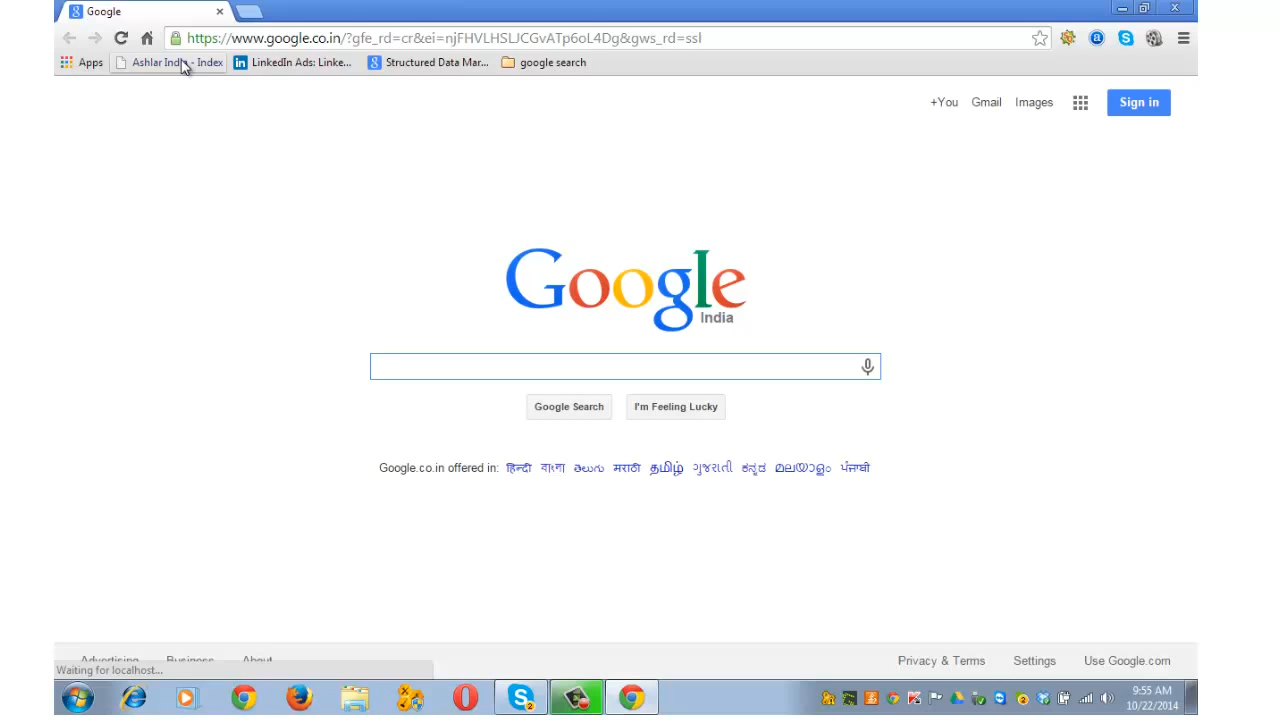 Google
https://www.google.co.in/?gfe_rd=cr&ei=njFHVLHSLJCGvATp6oL4Dg&gws_rd=ssl
Apps Ashlar India - Index LinkedIn Ads: Linke... Structured Data Mar... google search
+You Gmail Images Sign in
Google
India
Google Search I'm Feeling Lucky
Google.co.in offered in: हिन्दी বাংলা తెలుగు मराठी தமிழ் ગુજરાતી ಕನ್ನಡ മലയാളം ਪੰਜਾਬੀ
Advertising Business About Privacy & Terms Settings Use Google.com
Waiting for localhost...
9:55 AM
10/22/2014